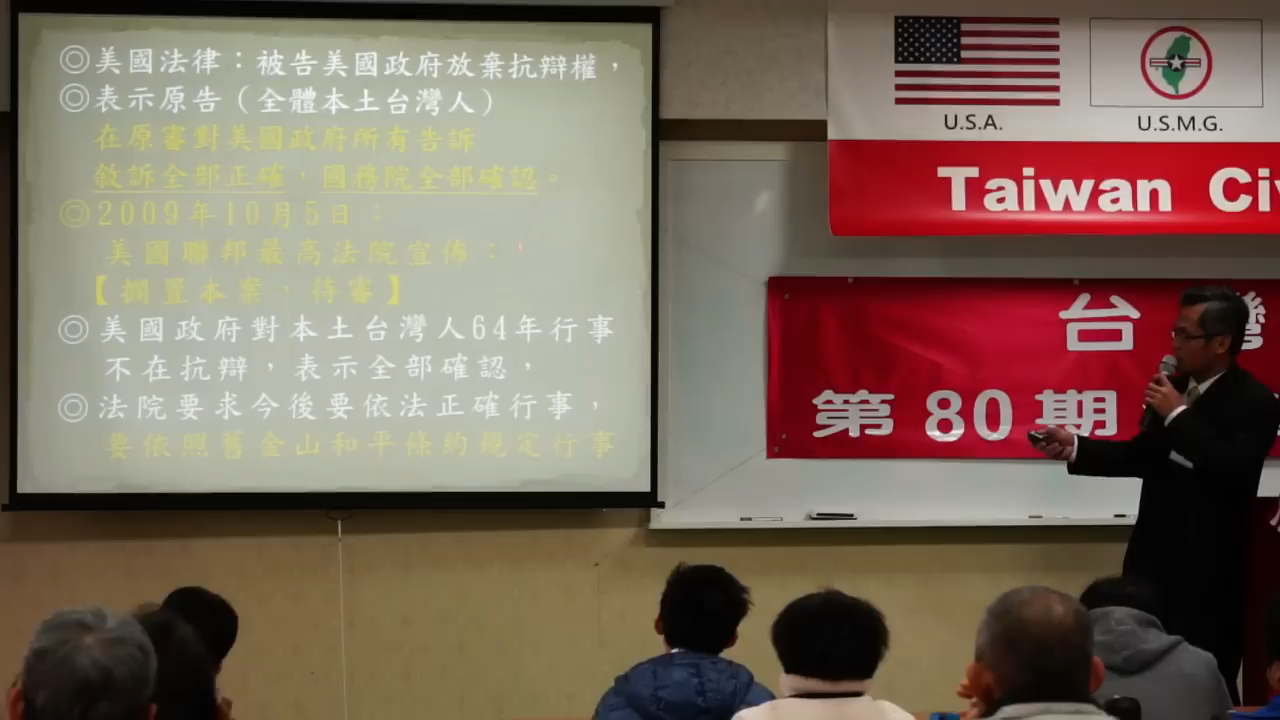 ◎美國法律：被告美國政府放棄抗辯權，
◎表示原告（全體本土台灣人）
在原審對美國政府所有告訴
敘訴全部正確，國務院全部確認。
◎2009年10月5日：
美國聯邦最高法院宣佈：，
【擱置本案，待審】
◎美國政府對本土台灣人64年行事
不在抗辯，表示全部確認，
◎法院要求今後要依法正確行事，
要依照舊金山和平條約規定行事
U.S.A.
U.S.M.G.
Taiwan Civ
台灣
第80期